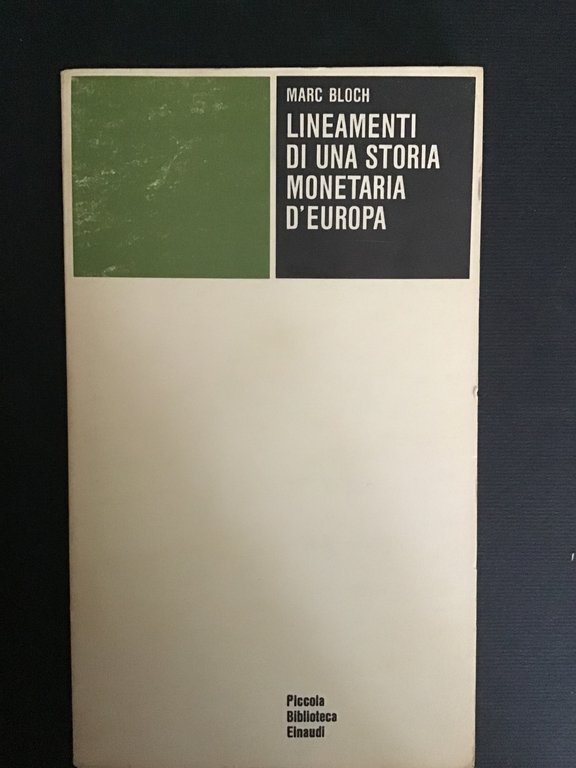 MARC BLOCH
LINEAMENTI
DI UNA STORIA
MONETARIA
D'EUROPA
Piccola
Biblioteca
Einaudi